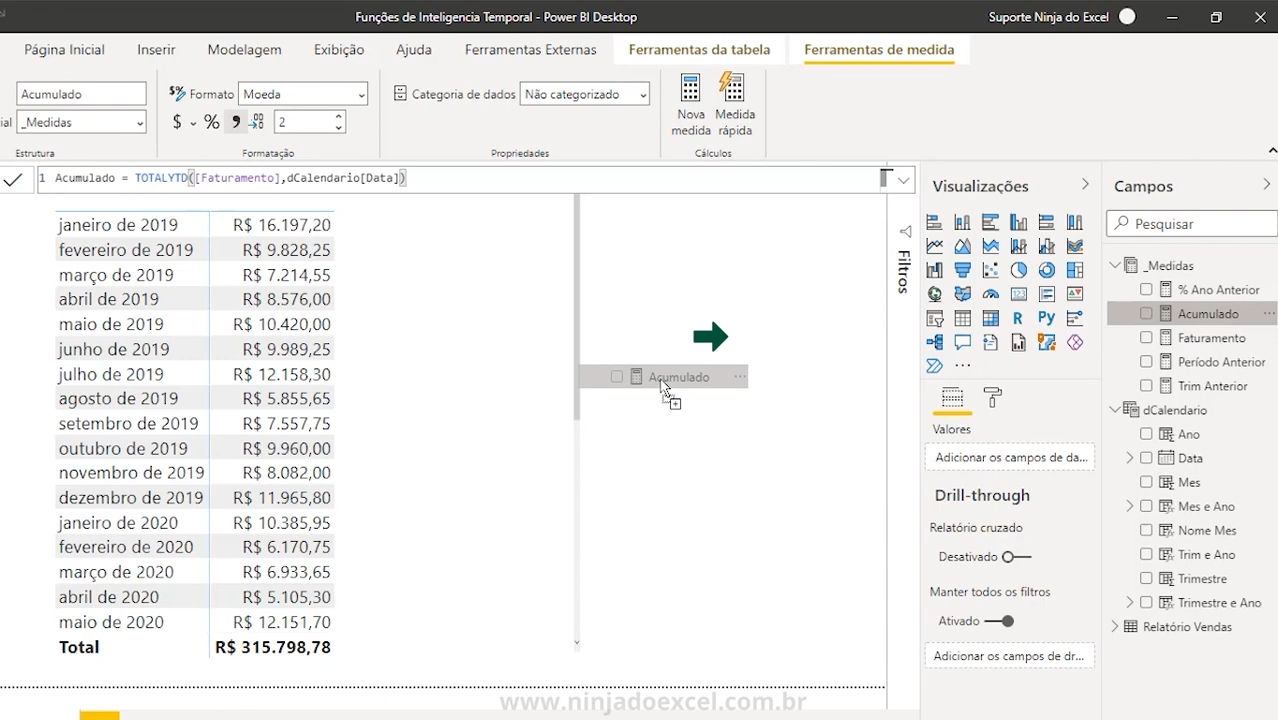 Funções de Inteligencia Temporal - Power BI Desktop
Suporte Ninja do Excel
Página Inicial
Inserir
Modelagem
Exibição
Ajuda
Ferramentas Externas
Ferramentas da tabela
Ferramentas de medida
Acumulado
Formato
Moeda
Categoria de dados
Não categorizado
ial
_Medidas
$ % 2
Nova medida
Medida rápida
Estrutura
Formatação
Propriedades
Cálculos
1 Acumulado = TOTALYTD([Faturamento],dCalendario[Data])
janeiro de 2019 R$ 16.197,20
fevereiro de 2019 R$ 9.828,25
março de 2019 R$ 7.214,55
abril de 2019 R$ 8.576,00
maio de 2019 R$ 10.420,00
junho de 2019 R$ 9.989,25
julho de 2019 R$ 12.158,30
agosto de 2019 R$ 5.855,65
setembro de 2019 R$ 7.557,75
outubro de 2019 R$ 9.960,00
novembro de 2019 R$ 8.082,00
dezembro de 2019 R$ 11.965,80
janeiro de 2020 R$ 10.385,95
fevereiro de 2020 R$ 6.170,75
março de 2020 R$ 6.933,65
abril de 2020 R$ 5.105,30
maio de 2020 R$ 12.151,70
Total R$ 315.798,78
Acumulado ...
www.ninjadoexcel.com.br
Filtros
Visualizações
R Py
...
Valores
Adicionar os campos de da...
Drill-through
Relatório cruzado
Desativado
Manter todos os filtros
Ativado
Adicionar os campos de dr...
Campos
Pesquisar
_Medidas
% Ano Anterior
Acumulado ...
Faturamento
Período Anterior
Trim Anterior
dCalendario
Ano
Data
Mes
Mes e Ano
Nome Mes
Trim e Ano
Trimestre
Trimestre e Ano
Relatório Vendas